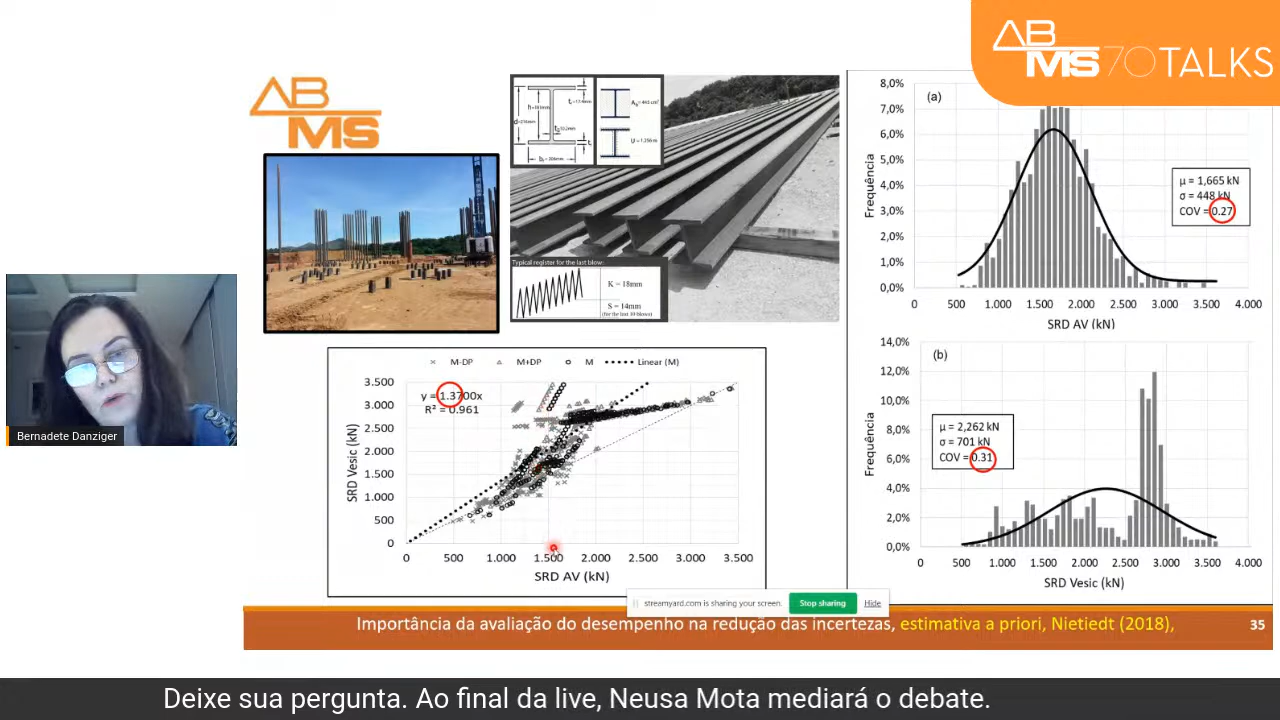 ABMS 70TALKS
ABMS
Typical register for the last blow:
K = 18mm
S = 14mm
(for the last 10 blows)
8,0%
7,0%
6,0%
5,0%
4,0%
3,0%
2,0%
1,0%
0,0%
Frequência
(a)
µ = 1,665 kN
σ = 448 kN
COV = 0.27
0 500 1.000 1.500 2.000 2.500 3.000 3.500 4.000
SRD AV (kN)
14,0%
12,0%
10,0%
8,0%
6,0%
4,0%
2,0%
0,0%
Frequência
(b)
µ = 2,262 kN
σ = 701 kN
COV = 0.31
0 500 1.000 1.500 2.000 2.500 3.000 3.500 4.000
SRD Vesic (kN)
M-DP M+DP M Linear (M)
y = 1.3700x
R² = 0.961
3.500
3.000
2.500
2.000
1.500
1.000
500
0
SRD Vesic (kN)
0 500 1.000 1.500 2.000 2.500 3.000 3.500
SRD AV (kN)
Bernadete Danziger
streamyard.com is sharing your screen. Stop sharing Hide
Importância da avaliação do desempenho na redução das incertezas, estimativa a priori, Nietiedt (2018), 35
Deixe sua pergunta. Ao final da live, Neusa Mota mediará o debate.